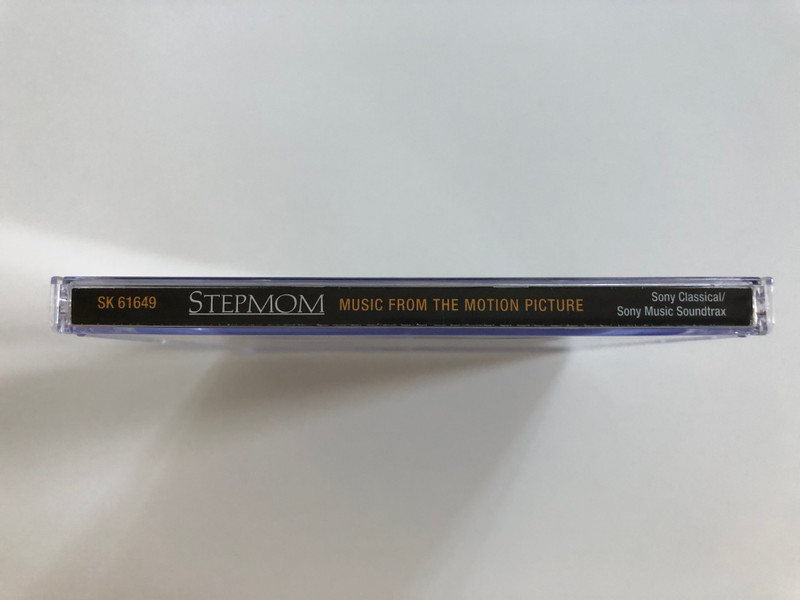 SK 61649 STEPMOM MUSIC FROM THE MOTION PICTURE
Sony Classical/
Sony Music Soundtrax